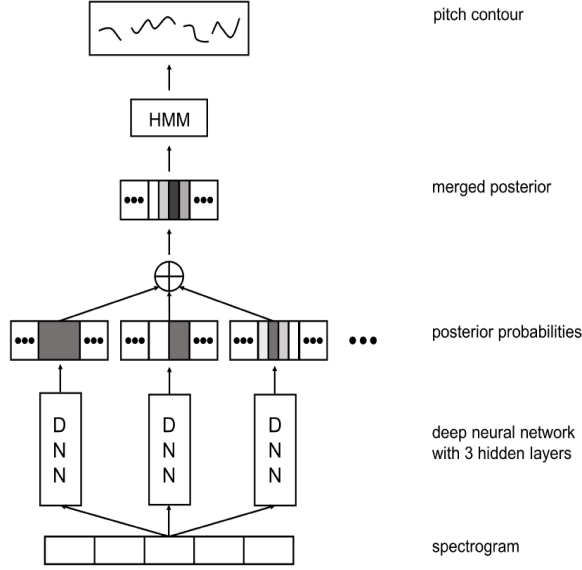 pitch contour
HMM
merged posterior
posterior probabilities
D
N
N
D
N
N
D
N
N
deep neural network
with 3 hidden layers
spectrogram